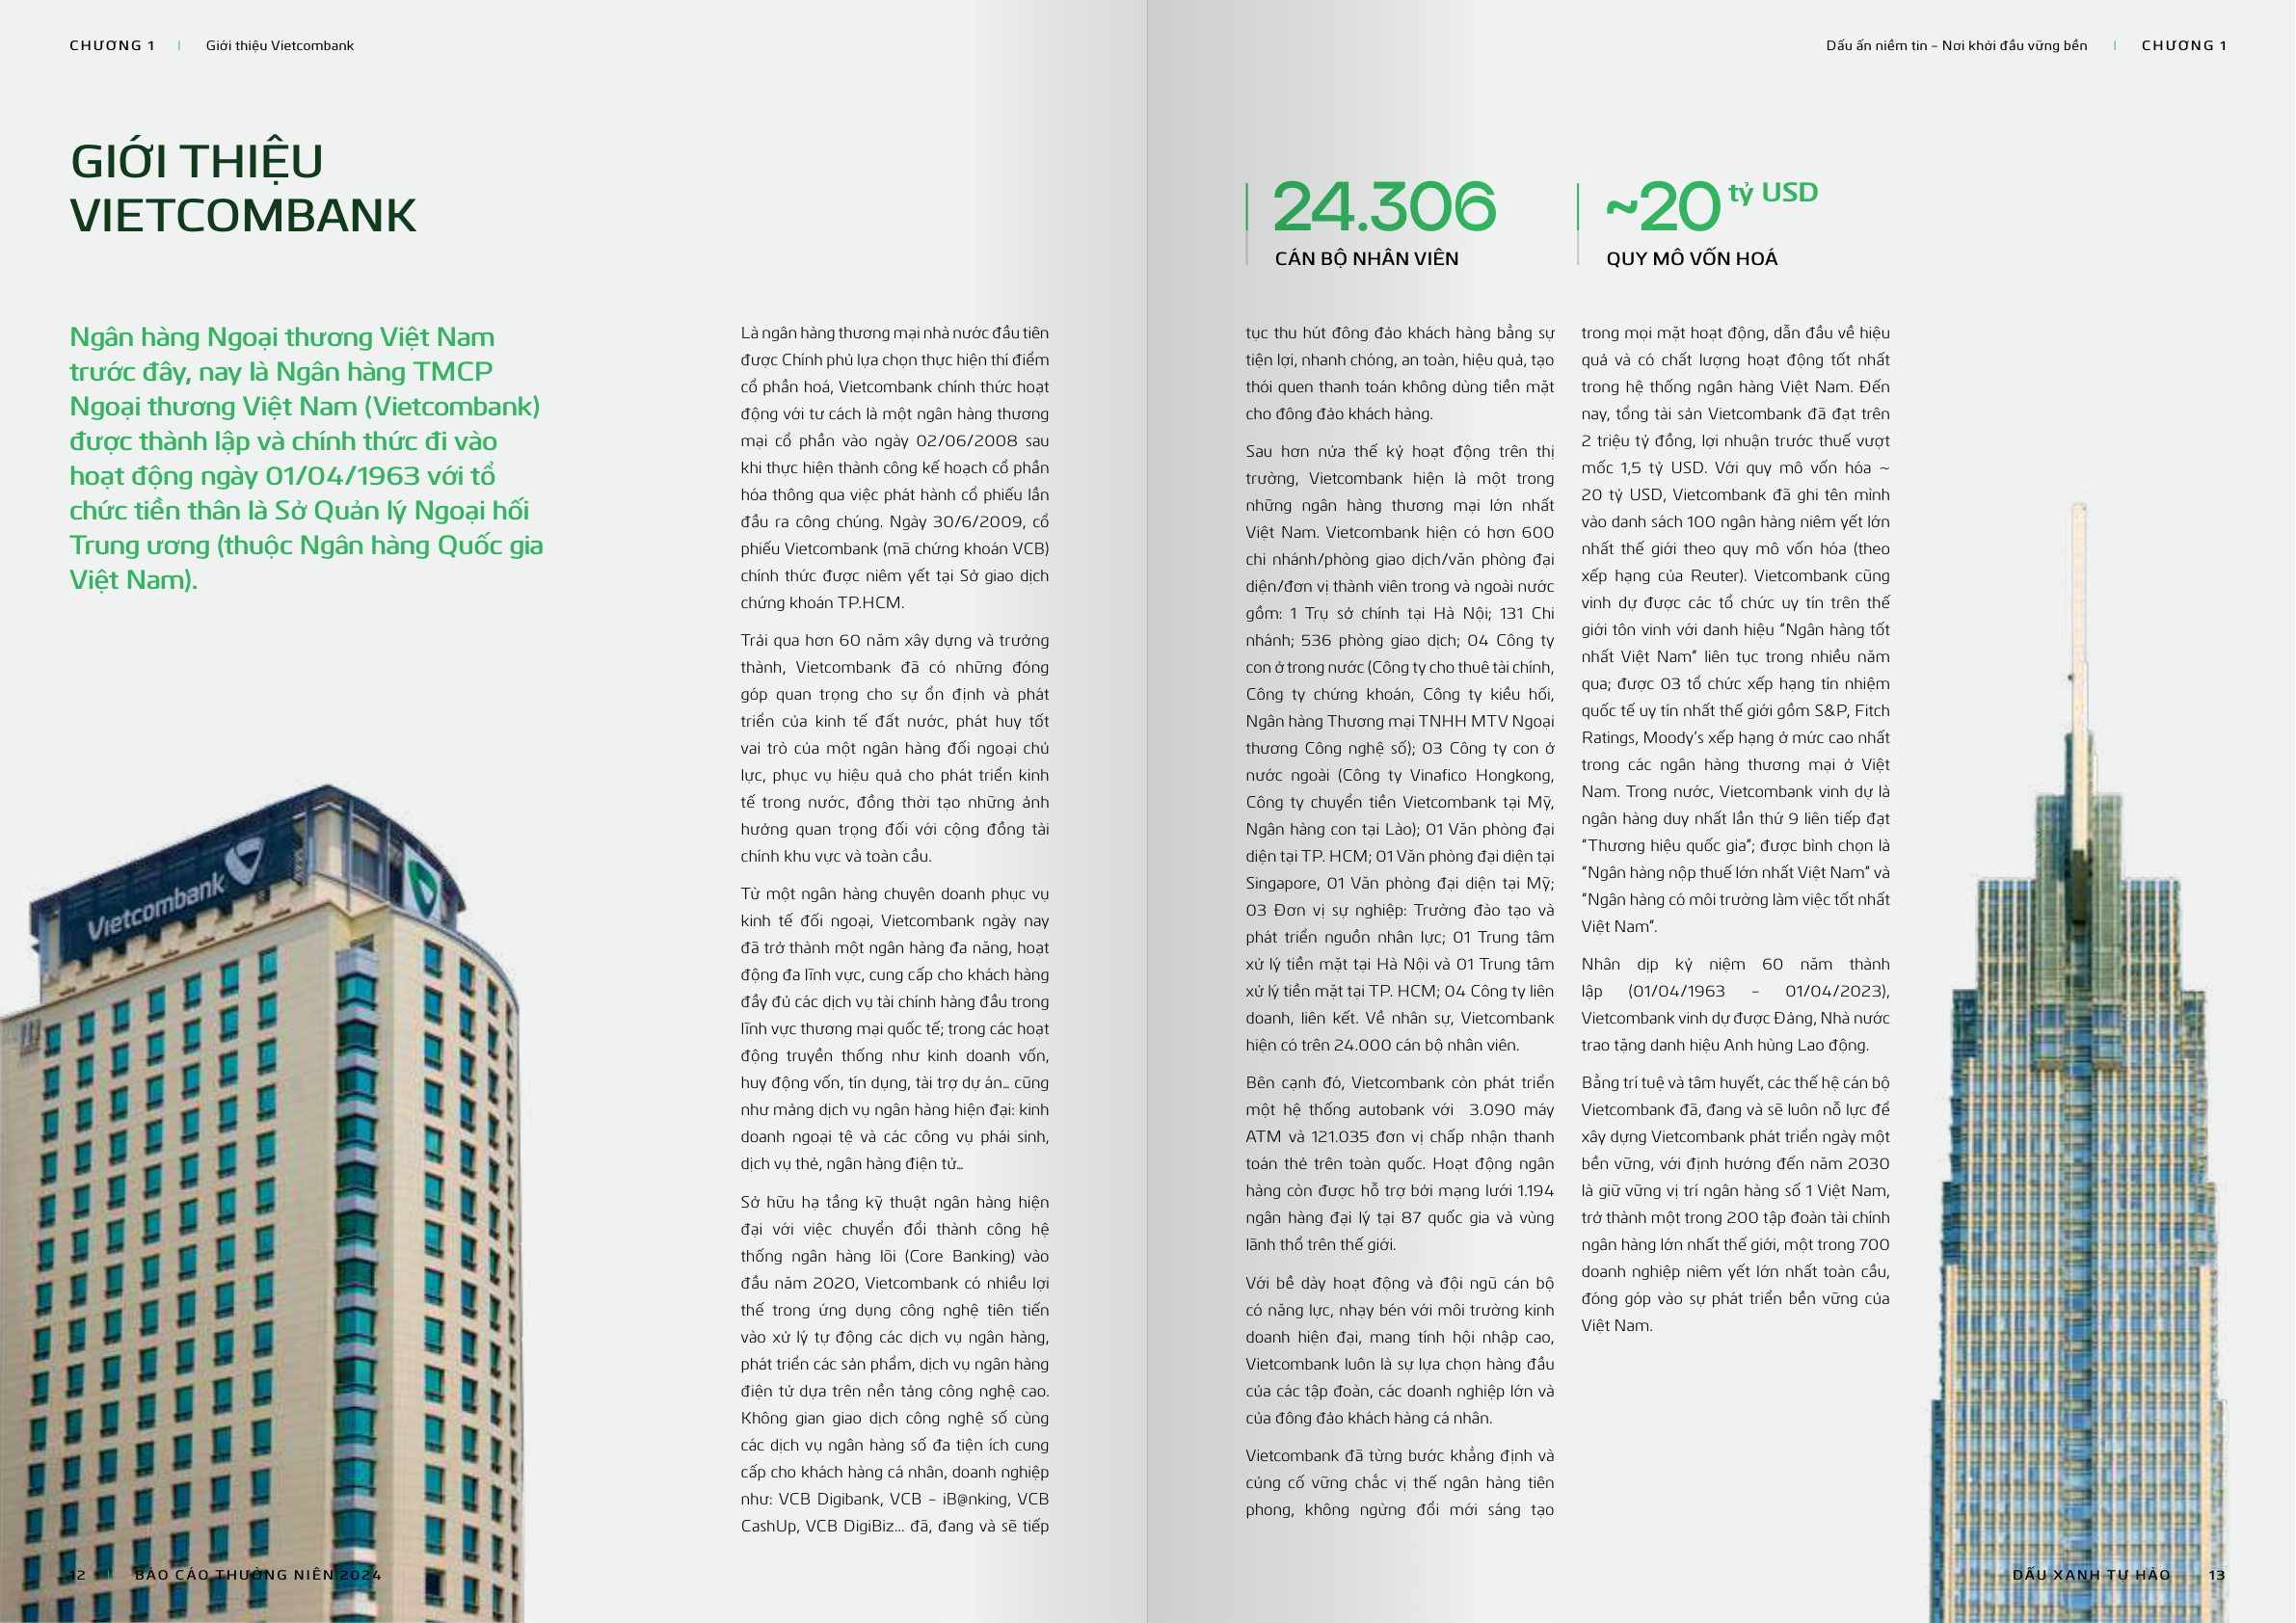 CHƯƠNG 1 | Giới thiệu Vietcombank
GIỚI THIỆU
VIETCOMBANK
Ngân hàng Ngoại thương Việt Nam
trước đây, nay là Ngân hàng TMCP
Ngoại thương Việt Nam (Vietcombank)
được thành lập và chính thức đi vào
hoạt động ngày 01/04/1963 với tổ
chức tiền thân là Sở Quản lý Ngoại hối
Trung ương (thuộc Ngân hàng Quốc gia
Việt Nam).
Vietcombank
Là ngân hàng thương mại nhà nước đầu tiên
được Chính phủ lựa chọn thực hiện thí điểm
cổ phần hoá, Vietcombank chính thức hoạt
động với tư cách là một ngân hàng thương
mại cổ phần vào ngày 02/06/2008 sau
khi thực hiện thành công kế hoạch cổ phần
hóa thông qua việc phát hành cổ phiếu lần
đầu ra công chúng. Ngày 30/6/2009, cổ
phiếu Vietcombank (mã chứng khoán VCB)
chính thức được niêm yết tại Sở giao dịch
chứng khoán TP.HCM.
Trải qua hơn 60 năm xây dựng và trưởng
thành, Vietcombank đã có những đóng
góp quan trọng cho sự ổn định và phát
triển của kinh tế đất nước, phát huy tốt
vai trò của một ngân hàng đối ngoại chủ
lực, phục vụ hiệu quả cho phát triển kinh
tế trong nước, đồng thời tạo những ảnh
hưởng quan trọng đối với cộng đồng tài
chính khu vực và toàn cầu.
Từ một ngân hàng chuyên doanh phục vụ
kinh tế đối ngoại, Vietcombank ngày nay
đã trở thành một ngân hàng đa năng, hoạt
động đa lĩnh vực, cung cấp cho khách hàng
đầy đủ các dịch vụ tài chính hàng đầu trong
lĩnh vực thương mại quốc tế; trong các hoạt
động truyền thống như kinh doanh vốn,
huy động vốn, tín dụng, tài trợ dự án… cũng
như mảng dịch vụ ngân hàng hiện đại: kinh
doanh ngoại tệ và các công vụ phái sinh,
dịch vụ thẻ, ngân hàng điện tử…
Sở hữu hạ tầng kỹ thuật ngân hàng hiện
đại với việc chuyển đổi thành công hệ
thống ngân hàng lõi (Core Banking) vào
đầu năm 2020, Vietcombank có nhiều lợi
thế trong ứng dụng công nghệ tiên tiến
vào xử lý tự động các dịch vụ ngân hàng,
phát triển các sản phẩm, dịch vụ ngân hàng
điện tử dựa trên nền tảng công nghệ cao.
Không gian giao dịch công nghệ số cùng
các dịch vụ ngân hàng số đa tiện ích cung
cấp cho khách hàng cá nhân, doanh nghiệp
như: VCB Digibank, VCB – iB@nking, VCB
CashUp, VCB DigiBiz... đã, đang và sẽ tiếp
12 | BÁO CÁO THƯỜNG NIÊN 2024
Dấu ấn niềm tin – Nơi khởi đầu vững bền | CHƯƠNG 1
24.306
CÁN BỘ NHÂN VIÊN
~20 tỷ USD
QUY MÔ VỐN HOÁ
tục thu hút đông đảo khách hàng bằng sự
tiện lợi, nhanh chóng, an toàn, hiệu quả, tạo
thói quen thanh toán không dùng tiền mặt
cho đông đảo khách hàng.
Sau hơn nửa thế kỷ hoạt động trên thị
trường, Vietcombank hiện là một trong
những ngân hàng thương mại lớn nhất
Việt Nam. Vietcombank hiện có hơn 600
chi nhánh/phòng giao dịch/văn phòng đại
diện/đơn vị thành viên trong và ngoài nước
gồm: 1 Trụ sở chính tại Hà Nội; 131 Chi
nhánh; 536 phòng giao dịch; 04 Công ty
con ở trong nước (Công ty cho thuê tài chính,
Công ty chứng khoán, Công ty kiều hối,
Ngân hàng Thương mại TNHH MTV Ngoại
thương Công nghệ số); 03 Công ty con ở
nước ngoài (Công ty Vinafico Hongkong,
Công ty chuyển tiền Vietcombank tại Mỹ,
Ngân hàng con tại Lào); 01 Văn phòng đại
diện tại TP. HCM; 01 Văn phòng đại diện tại
Singapore, 01 Văn phòng đại diện tại Mỹ;
03 Đơn vị sự nghiệp: Trường đào tạo và
phát triển nguồn nhân lực; 01 Trung tâm
xử lý tiền mặt tại Hà Nội và 01 Trung tâm
xử lý tiền mặt tại TP. HCM; 04 Công ty liên
doanh, liên kết. Về nhân sự, Vietcombank
hiện có trên 24.000 cán bộ nhân viên.
Bên cạnh đó, Vietcombank còn phát triển
một hệ thống autobank với 3.090 máy
ATM và 121.035 đơn vị chấp nhận thanh
toán thẻ trên toàn quốc. Hoạt động ngân
hàng còn được hỗ trợ bởi mạng lưới 1.194
ngân hàng đại lý tại 87 quốc gia và vùng
lãnh thổ trên thế giới.
Với bề dày hoạt động và đội ngũ cán bộ
có năng lực, nhạy bén với môi trường kinh
doanh hiện đại, mang tính hội nhập cao,
Vietcombank luôn là sự lựa chọn hàng đầu
của các tập đoàn, các doanh nghiệp lớn và
của đông đảo khách hàng cá nhân.
Vietcombank đã từng bước khẳng định và
củng cố vững chắc vị thế ngân hàng tiên
phong, không ngừng đổi mới sáng tạo
trong mọi mặt hoạt động, dẫn đầu về hiệu
quả và có chất lượng hoạt động tốt nhất
trong hệ thống ngân hàng Việt Nam. Đến
nay, tổng tài sản Vietcombank đã đạt trên
2 triệu tỷ đồng, lợi nhuận trước thuế vượt
mốc 1,5 tỷ USD. Với quy mô vốn hóa ~
20 tỷ USD, Vietcombank đã ghi tên mình
vào danh sách 100 ngân hàng niêm yết lớn
nhất thế giới theo quy mô vốn hóa (theo
xếp hạng của Reuter). Vietcombank cũng
vinh dự được các tổ chức uy tín trên thế
giới tôn vinh với danh hiệu “Ngân hàng tốt
nhất Việt Nam” liên tục trong nhiều năm
qua; được 03 tổ chức xếp hạng tín nhiệm
quốc tế uy tín nhất thế giới gồm S&P, Fitch
Ratings, Moody’s xếp hạng ở mức cao nhất
trong các ngân hàng thương mại ở Việt
Nam. Trong nước, Vietcombank vinh dự là
ngân hàng duy nhất lần thứ 9 liên tiếp đạt
“Thương hiệu quốc gia”; được bình chọn là
“Ngân hàng nộp thuế lớn nhất Việt Nam” và
“Ngân hàng có môi trường làm việc tốt nhất
Việt Nam”.
Nhân dịp kỷ niệm 60 năm thành
lập (01/04/1963 – 01/04/2023),
Vietcombank vinh dự được Đảng, Nhà nước
trao tặng danh hiệu Anh hùng Lao động.
Bằng trí tuệ và tâm huyết, các thế hệ cán bộ
Vietcombank đã, đang và sẽ luôn nỗ lực để
xây dựng Vietcombank phát triển ngày một
bền vững, với định hướng đến năm 2030
là giữ vững vị trí ngân hàng số 1 Việt Nam,
trở thành một trong 200 tập đoàn tài chính
ngân hàng lớn nhất thế giới, một trong 700
doanh nghiệp niêm yết lớn nhất toàn cầu,
đóng góp vào sự phát triển bền vững của
Việt Nam.
DẤU XANH TỰ HÀO 13